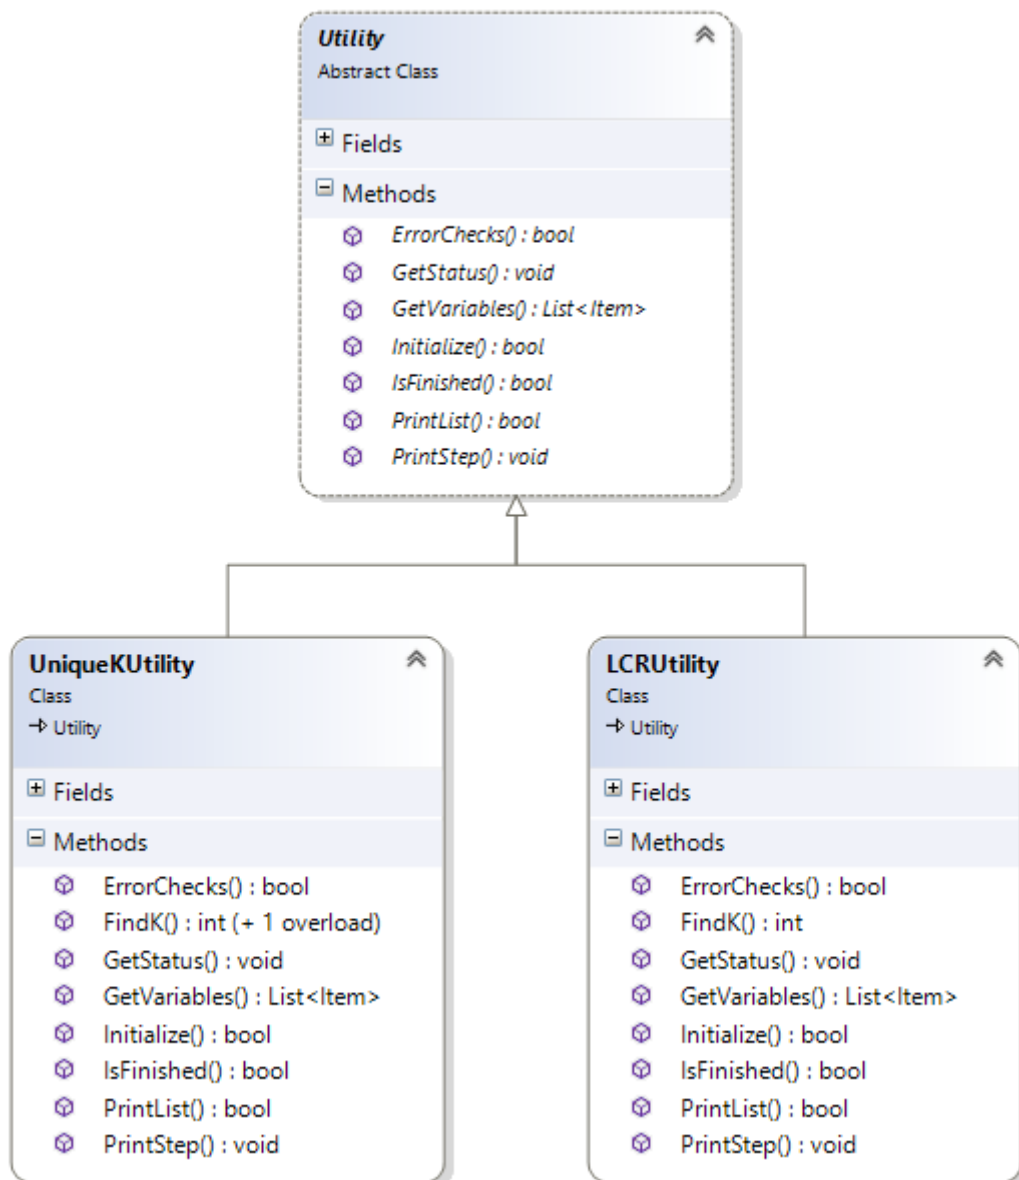 Utility
Abstract Class
Fields
Methods
ErrorChecks() : bool
GetStatus() : void
GetVariables() : List<Item>
Initialize() : bool
IsFinished() : bool
PrintList() : bool
PrintStep() : void
UniqueKUtility
Class
Utility
Fields
Methods
ErrorChecks() : bool
FindK() : int (+ 1 overload)
GetStatus() : void
GetVariables() : List<Item>
Initialize() : bool
IsFinished() : bool
PrintList() : bool
PrintStep() : void
LCRUtility
Class
Utility
Fields
Methods
ErrorChecks() : bool
FindK() : int
GetStatus() : void
GetVariables() : List<Item>
Initialize() : bool
IsFinished() : bool
PrintList() : bool
PrintStep() : void